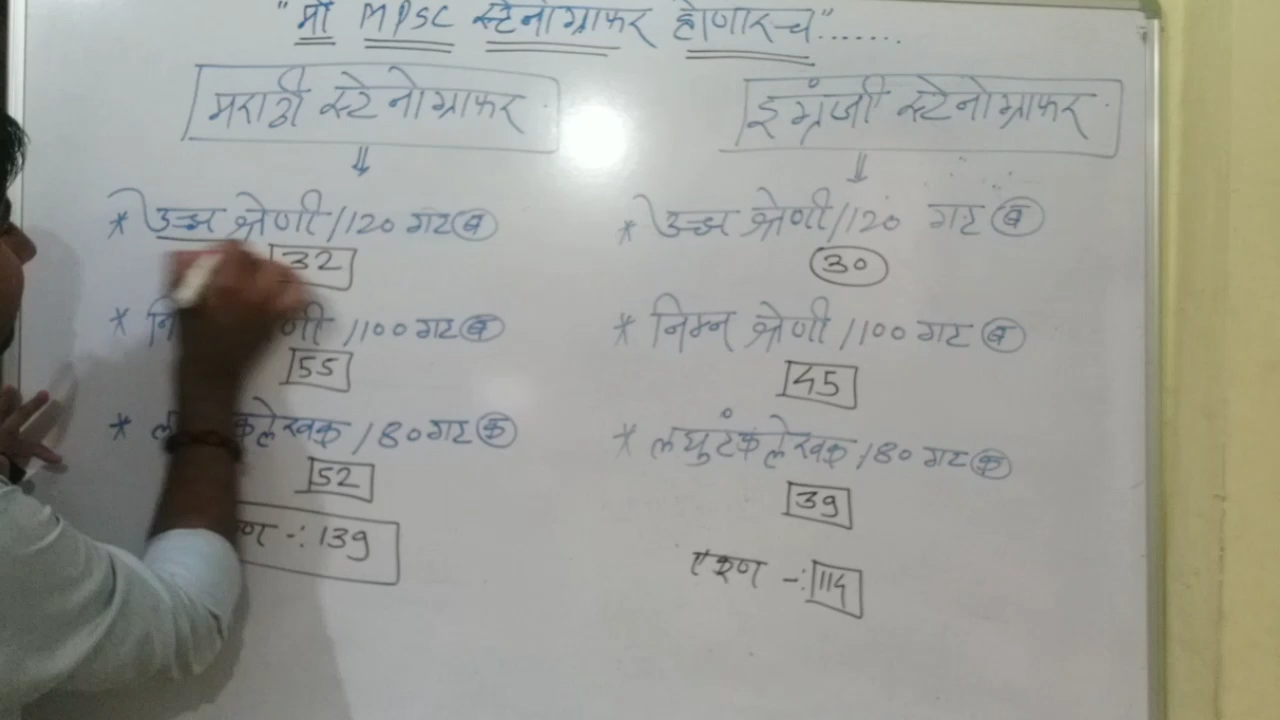 "मी MPSC स्टेनोग्राफर होणारच".......
मराठी स्टेनोग्राफर
* उच्च श्रेणी/120 गट ब
32
श्रेणी /100 गट ब
55
* /80 गट क
52
139
इंग्रंजी स्टेनोग्राफर
* उच्च श्रेणी/120 गट ब
30
* निम्न श्रेणी/100 गट ब
45
* लघुटंकलेखक/80 गट क
39
एकूण -: 114